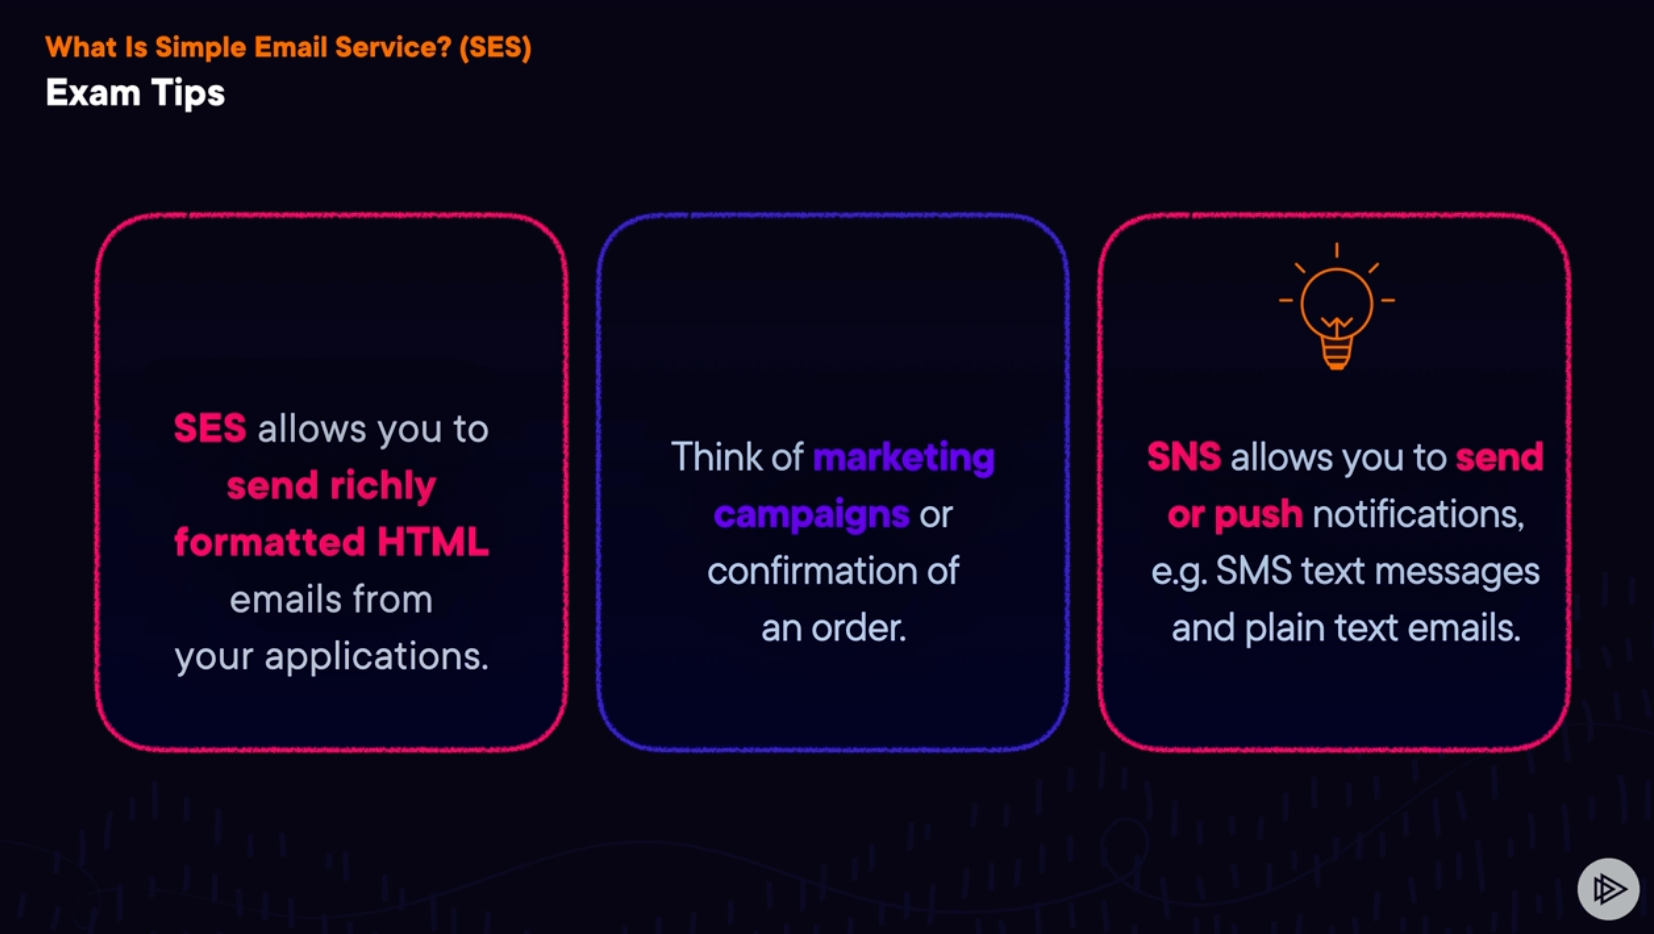 What Is Simple Email Service? (SES)
Exam Tips
SES allows you to
send richly
formatted HTML
emails from
your applications.
Think of marketing
campaigns or
confirmation of
an order.
SNS allows you to send
or push notifications,
e.g. SMS text messages
and plain text emails.